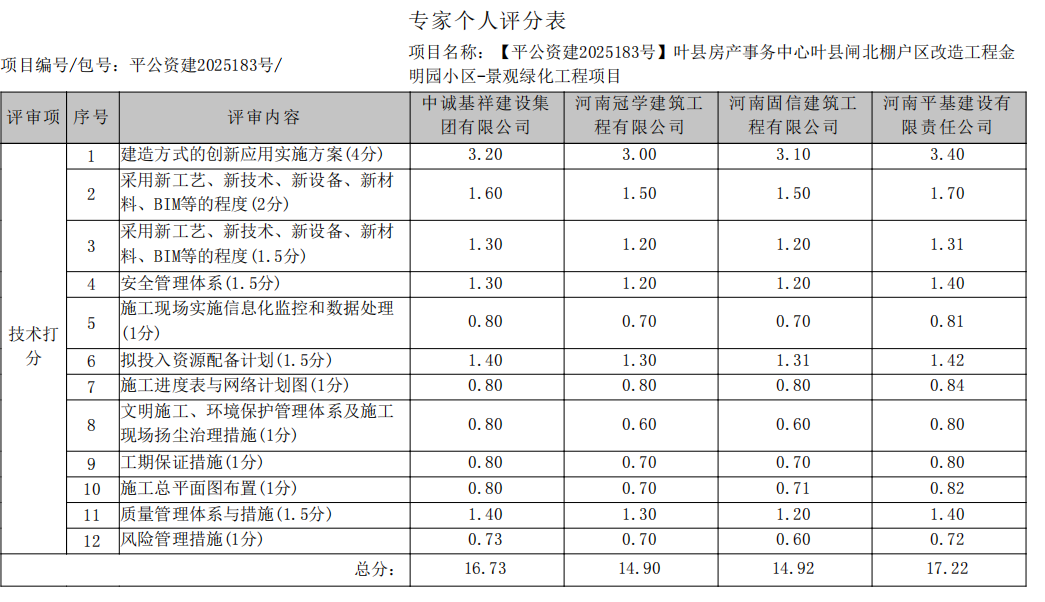 专家个人评分表
项目编号/包号: 平公资建2025183号/
项目名称: 【平公资建2025183号】叶县房产事务中心叶县闸北棚户区改造工程金
明园小区-景观绿化工程项目
评审项 序号 评审内容 中诚基祥建设集 河南冠学建筑工 河南固信建筑工 河南平基建设有
团有限公司 程有限公司 程有限公司 限责任公司
1 建造方式的创新应用实施方案(4分) 3.20 3.00 3.10 3.40
采用新工艺、新技术、新设备、新材
2 料、BIM等的程度(2分) 1.60 1.50 1.50 1.70
采用新工艺、新技术、新设备、新材
3 料、BIM等的程度(1.5分) 1.30 1.20 1.20 1.31
4 安全管理体系(1.5分) 1.30 1.20 1.20 1.40
施工现场实施信息化监控和数据处理
5 (1分) 0.80 0.70 0.70 0.81
技术打
分
6 拟投入资源配备计划(1.5分) 1.40 1.30 1.31 1.42
7 施工进度表与网络计划图(1分) 0.80 0.80 0.80 0.84
文明施工、环境保护管理体系及施工
8 现场扬尘治理措施(1分) 0.80 0.60 0.60 0.80
9 工期保证措施(1分) 0.80 0.70 0.70 0.80
10 施工总平面图布置(1分) 0.80 0.70 0.71 0.82
11 质量管理体系与措施(1.5分) 1.40 1.30 1.20 1.40
12 风险管理措施(1分) 0.73 0.70 0.60 0.72
总分: 16.73 14.90 14.92 17.22